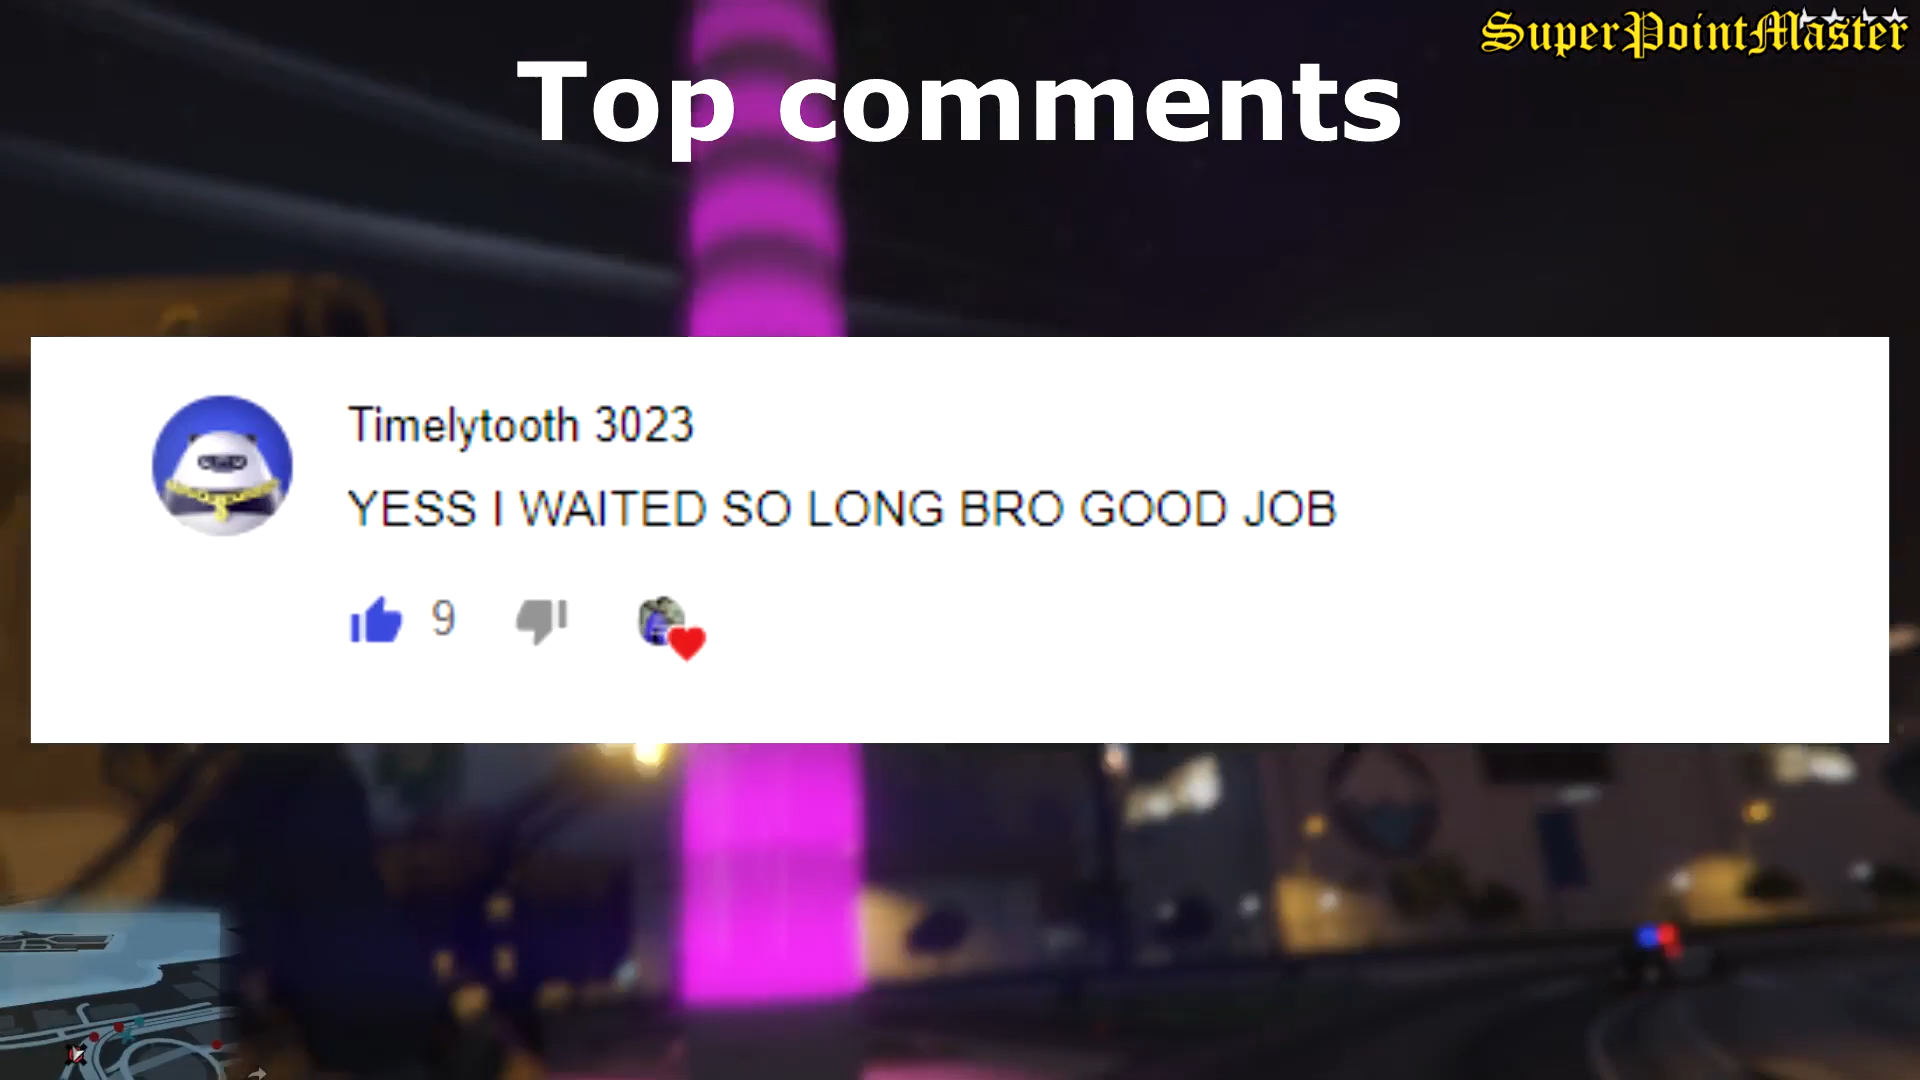 SuperPointMaster
Top comments
Timelytooth 3023
YESS I WAITED SO LONG BRO GOOD JOB
9